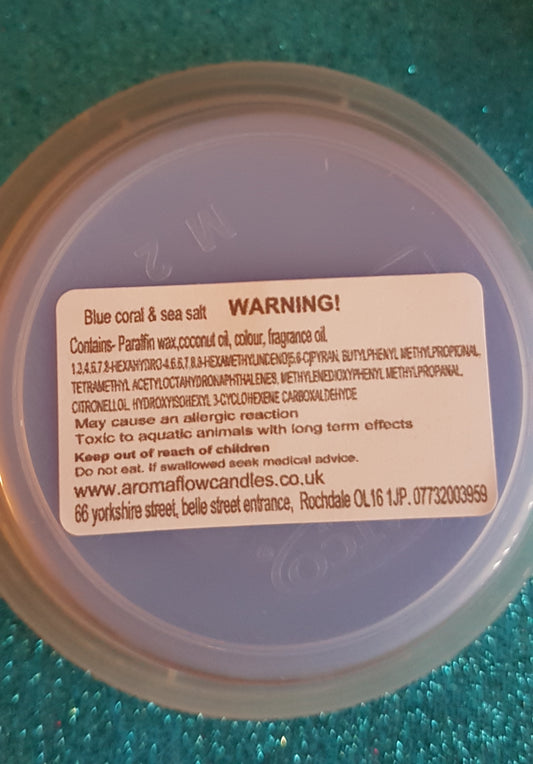 M 2
Blue coral & sea salt WARNING!
Contains- Paraffin wax,coconut oil, colour, fragrance oil.
1,3,4,6,7,8-HEXAHYDRO-4,6,6,7,8,8-HEXAMETHYLINDENO[5,6-C]PYRAN, BUTYLPHENYL METHYLPROPIONAL,
TETRAMETHYL ACETYLOCTAHYDRONAPHTHALENES, METHYLENEDIOXYPHENYL METHYLPROPANAL,
CITRONELLOL, HYDROXYISOHEXYL 3-CYCLOHEXENE CARBOXALDEHYDE
May cause an allergic reaction
Toxic to aquatic animals with long term effects
Keep out of reach of children
Do not eat. If swallowed seek medical advice.
www.aromaflowcandles.co.uk
66 yorkshire street, belle street entrance, Rochdale OL16 1JP. 07732003959